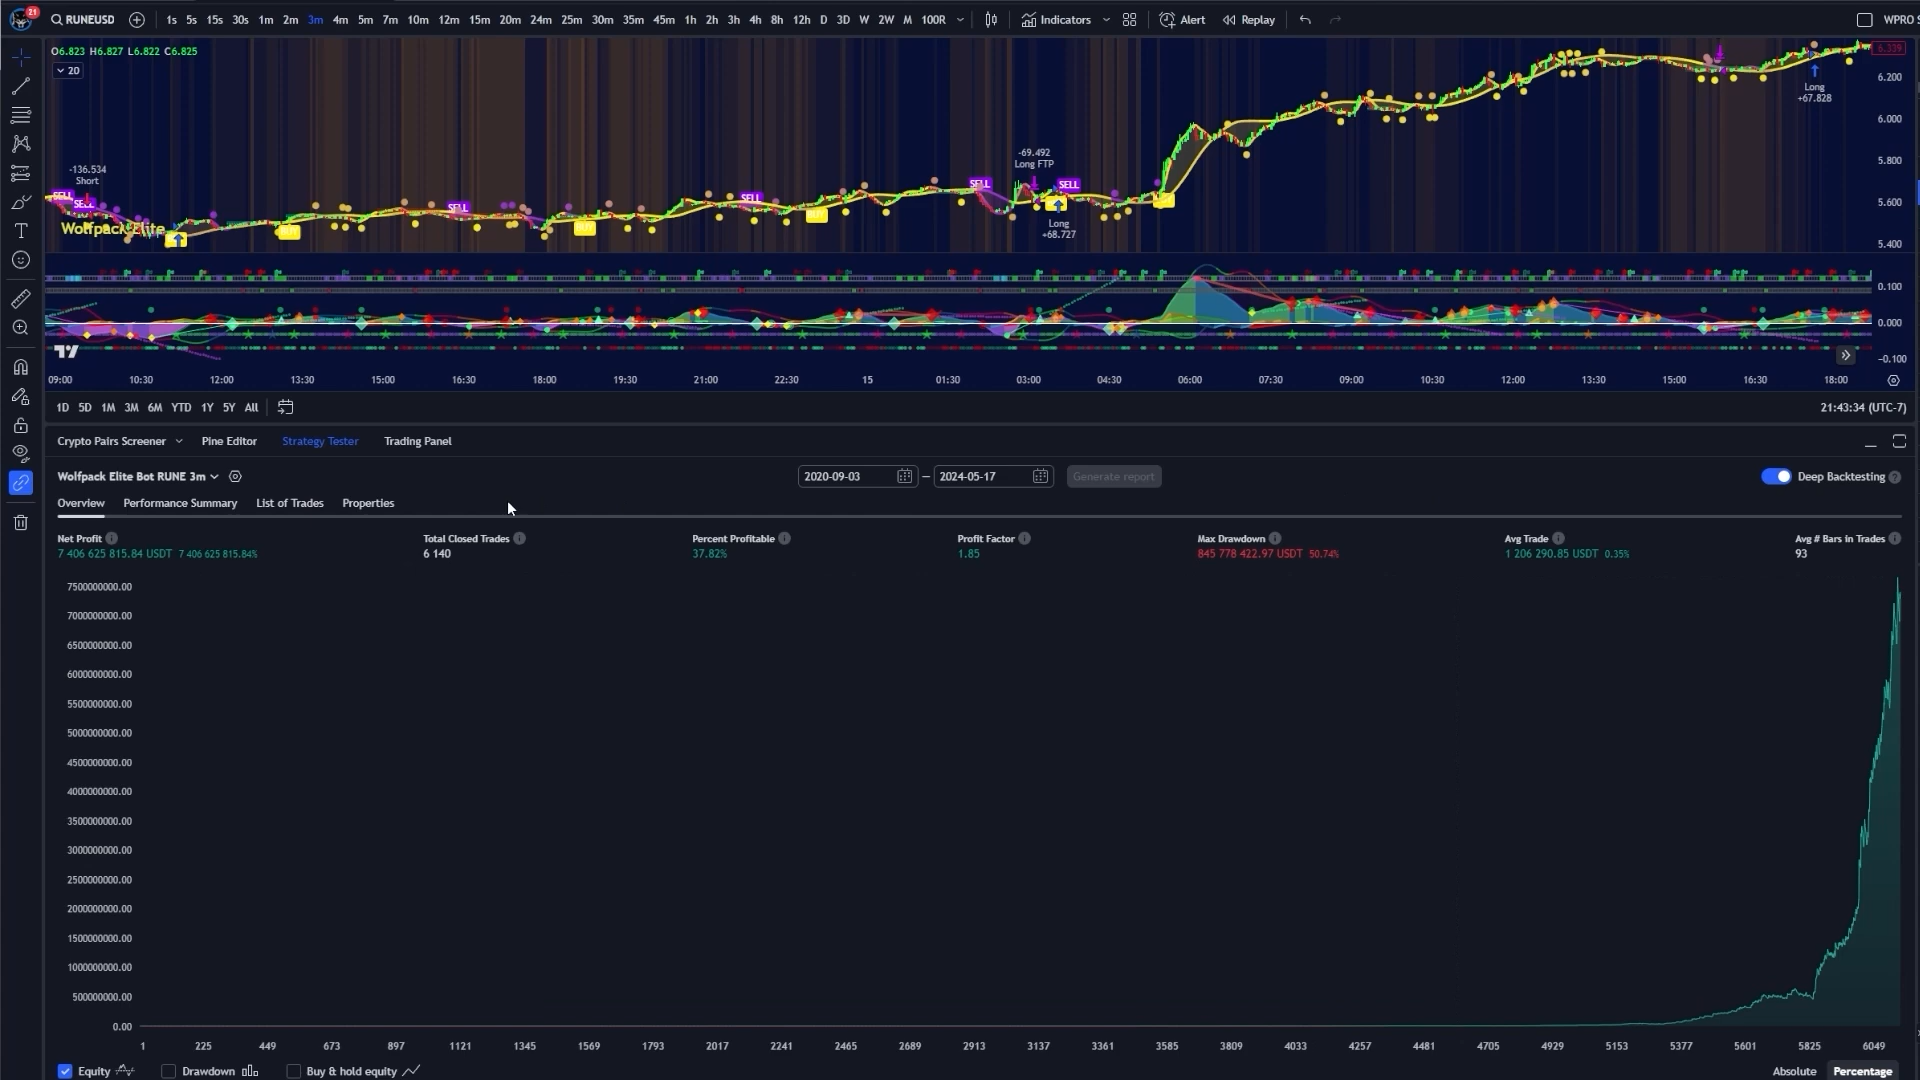 21 RUNEUSD 1s 5s 15s 30s 1m 2m 3m 4m 5m 7m 10m 12m 15m 20m 24m 25m 30m 35m 45m 1h 2h 3h 4h 8h 12h D 3D W 2W M 100R Indicators Alert Replay WPRO S
O6.823 H6.827 L6.822 C6.825
6.339
20
6.200
Long
+67.828
6.000
-69.492
Long FTP
5.800
-136.534
Short
SELL SELL SELL SELL SELL SELL
5.600
BUY BUY BUY
Wolfpack Elite
Long
+68.727
5.400
0.100
0.000
-0.100
09:00 10:30 12:00 13:30 15:00 16:30 18:00 19:30 21:00 22:30 15 01:30 03:00 04:30 06:00 07:30 09:00 10:30 12:00 13:30 15:00 16:30 18:00
1D 5D 1M 3M 6M YTD 1Y 5Y All 21:43:34 (UTC-7)
Crypto Pairs Screener Pine Editor Strategy Tester Trading Panel
Wolfpack Elite Bot RUNE 3m 2020-09-03 — 2024-05-17 Generate report Deep Backtesting
Overview Performance Summary List of Trades Properties
Net Profit Total Closed Trades Percent Profitable Profit Factor Max Drawdown Avg Trade Avg # Bars in Trades
7 406 625 815.84 USDT 7 406 625 815.84% 6 140 37.82% 1.85 845 778 422.97 USDT 50.74% 1 206 290.85 USDT 0.35% 93
7500000000.00
7000000000.00
6500000000.00
6000000000.00
5500000000.00
5000000000.00
4500000000.00
4000000000.00
3500000000.00
3000000000.00
2500000000.00
2000000000.00
1500000000.00
1000000000.00
500000000.00
0.00
1 225 449 673 897 1121 1345 1569 1793 2017 2241 2465 2689 2913 3137 3361 3585 3809 4033 4257 4481 4705 4929 5153 5377 5601 5825 6049
Equity Drawdown Buy & hold equity Absolute Percentage